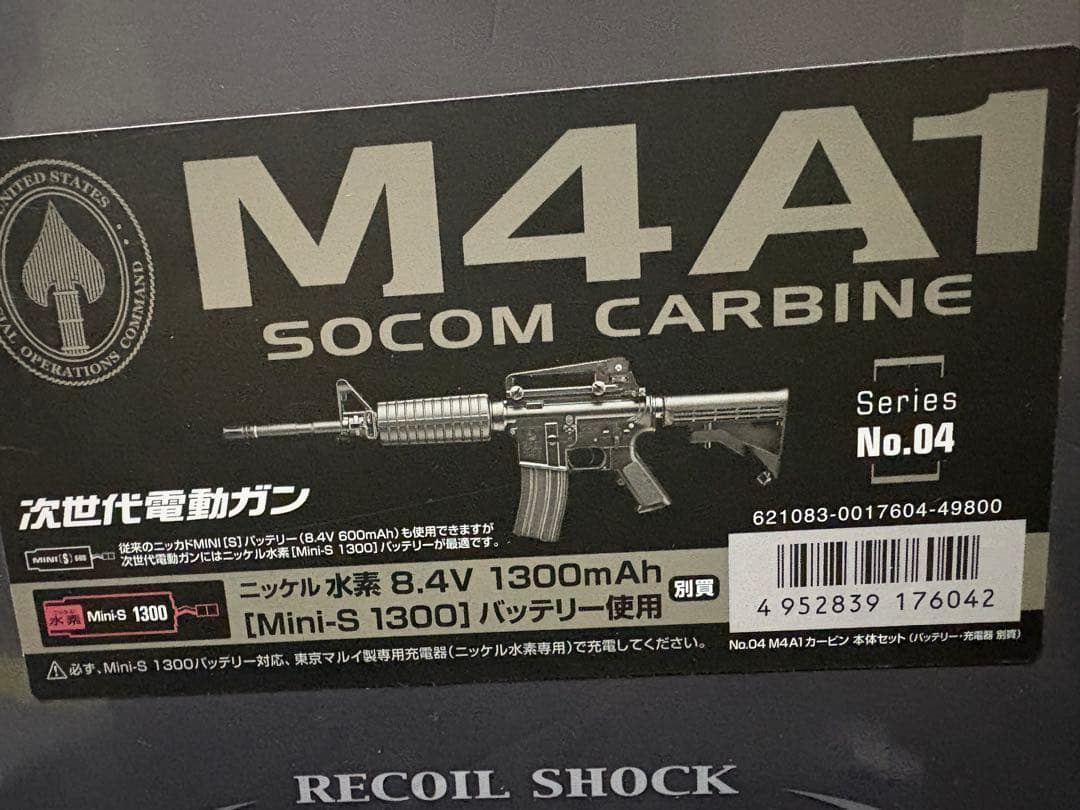 UNITED STATES
OPERATIONS COMMAND
M4A1
SOCOM CARBINE
Series
No.04
次世代電動ガン
621083-0017604-49800
従来のニッカドMINI[S]バッテリー(8.4V 600mAh)も使用できますが
次世代電動ガンにはニッケル水素[Mini-S 1300]バッテリーが最適です。
MINI(S) 600
ニッケル 水素 8.4V 1300mAh
[Mini-S 1300]バッテリー使用
別買
ニッケル
水素 Mini-S 1300
4 952839 176042
No.04 M4A1カービン 本体セット(バッテリー・充電器 別買)
必ず、Mini-S 1300バッテリー対応、東京マルイ製専用充電器(ニッケル水素専用)で充電してください。
RECOIL SHOCK